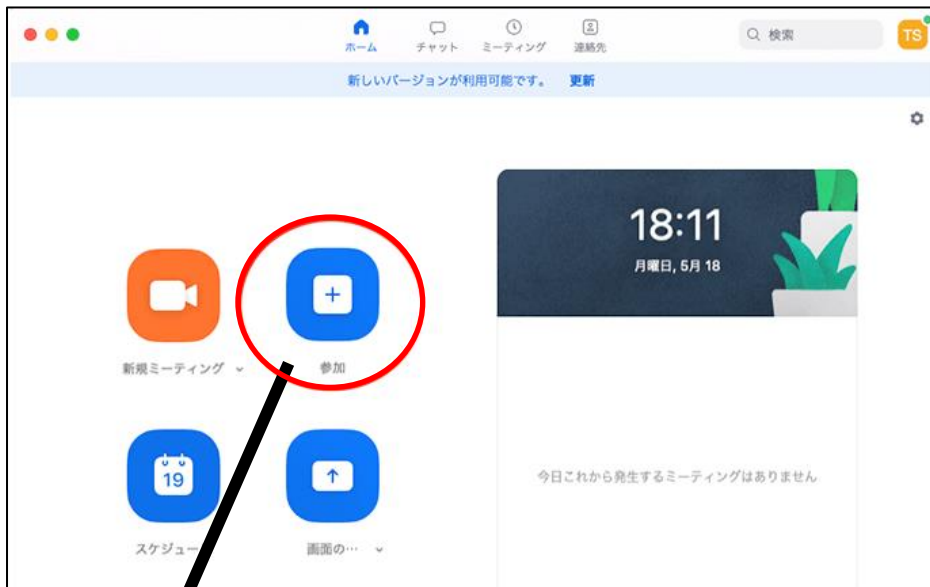 ホーム
チャット
ミーティング
連絡先
検索
TS
新しいバージョンが利用可能です。 更新
18:11
月曜日, 5月 18
新規ミーティング
参加
19
今日これから発生するミーティングはありません
スケジュー
画面の…